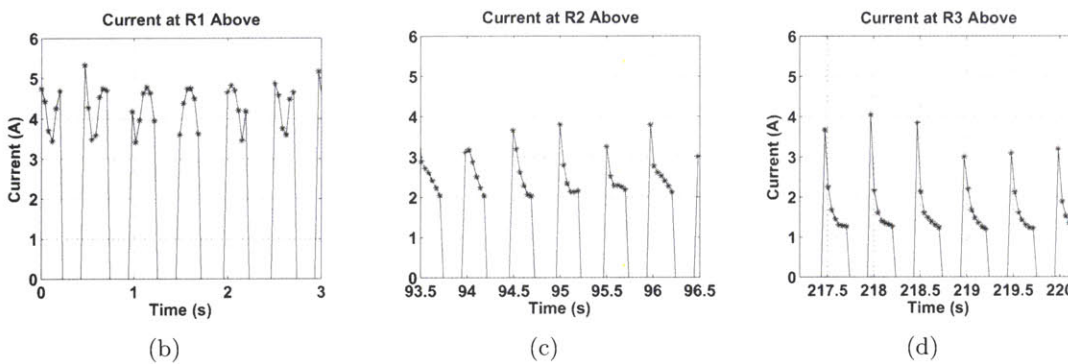 Current at R1 Above
6
5
4
3
2
1
0
Current (A)
0 1 2 3
Time (s)
(b)
Current at R2 Above
6
5
4
3
2
1
0
Current (A)
93.5 94 94.5 95 95.5 96 96.5
Time (s)
(c)
Current at R3 Above
6
5
4
3
2
1
0
Current (A)
217.5 218 218.5 219 219.5 220
Time (s)
(d)